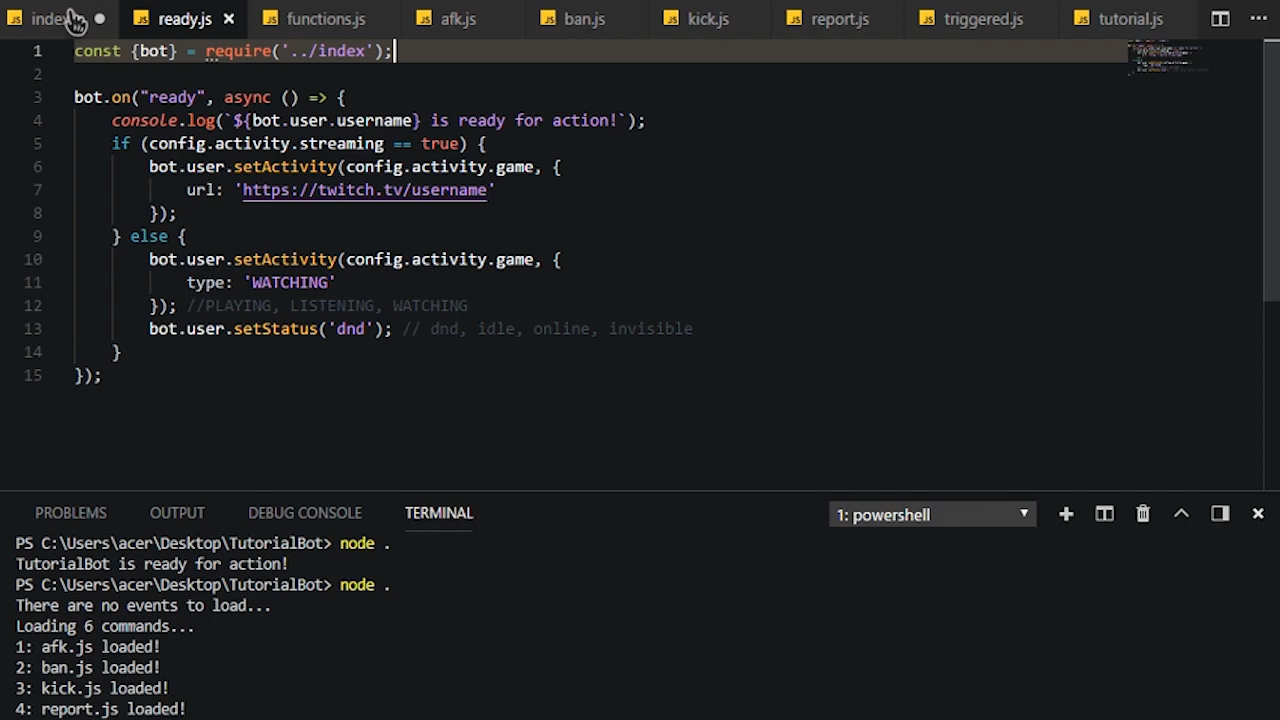 index
ready.js
functions.js
afk.js
ban.js
kick.js
report.js
triggered.js
tutorial.js
1 const {bot} = require('../index');
2
3 bot.on("ready", async () => {
4 console.log(`${bot.user.username} is ready for action!`);
5 if (config.activity.streaming == true) {
6 bot.user.setActivity(config.activity.game, {
7 url: 'https://twitch.tv/username'
8 });
9 } else {
10 bot.user.setActivity(config.activity.game, {
11 type: 'WATCHING'
12 }); //PLAYING, LISTENING, WATCHING
13 bot.user.setStatus('dnd'); // dnd, idle, online, invisible
14 }
15 });
PROBLEMS OUTPUT DEBUG CONSOLE TERMINAL 1: powershell
PS C:\Users\acer\Desktop\TutorialBot> node .
TutorialBot is ready for action!
PS C:\Users\acer\Desktop\TutorialBot> node .
There are no events to load...
Loading 6 commands...
1: afk.js loaded!
2: ban.js loaded!
3: kick.js loaded!
4: report.js loaded!